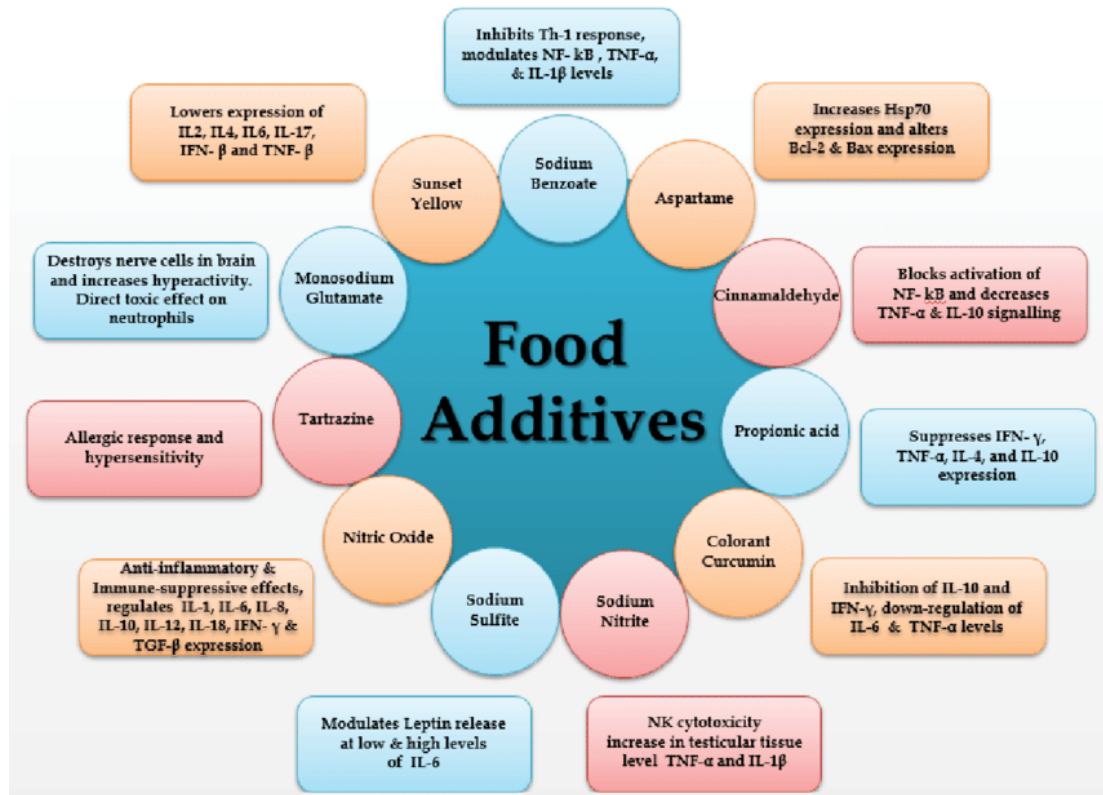 Inhibits Th-1 response,
modulates NF- kB , TNF-α,
& IL-1β levels
Lowers expression of
IL2, IL4, IL6, IL-17,
IFN- β and TNF- β
Increases Hsp70
expression and alters
Bcl-2 & Bax expression
Sodium
Benzoate
Sunset
Yellow
Aspartame
Destroys nerve cells in brain
and increases hyperactivity.
Direct toxic effect on
neutrophils
Monosodium
Glutamate
Cinnamaldehyde
Blocks activation of
NF- kB and decreases
TNF-α & IL-10 signalling
Food
Additives
Allergic response and
hypersensitivity
Tartrazine
Propionic acid
Suppresses IFN- γ,
TNF-α, IL-4, and IL-10
expression
Nitric Oxide
Colorant
Curcumin
Anti-inflammatory &
Immune-suppressive effects,
regulates IL-1, IL-6, IL-8,
IL-10, IL-12, IL-18, IFN- γ &
TGF-β expression
Sodium
Sulfite
Sodium
Nitrite
Inhibition of IL-10 and
IFN-γ, down-regulation of
IL-6 & TNF-α levels
Modulates Leptin release
at low & high levels
of IL-6
NK cytotoxicity
increase in testicular tissue
level TNF-α and IL-1β